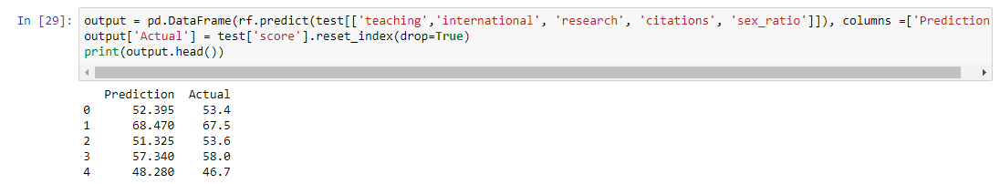 In [29]: output = pd.DataFrame(rf.predict(test[['teaching','international', 'research', 'citations', 'sex_ratio']]), columns =['Prediction
output['Actual'] = test['score'].reset_index(drop=True)
print(output.head())
Prediction Actual
0 52.395 53.4
1 68.470 67.5
2 51.325 53.6
3 57.340 58.0
4 48.280 46.7